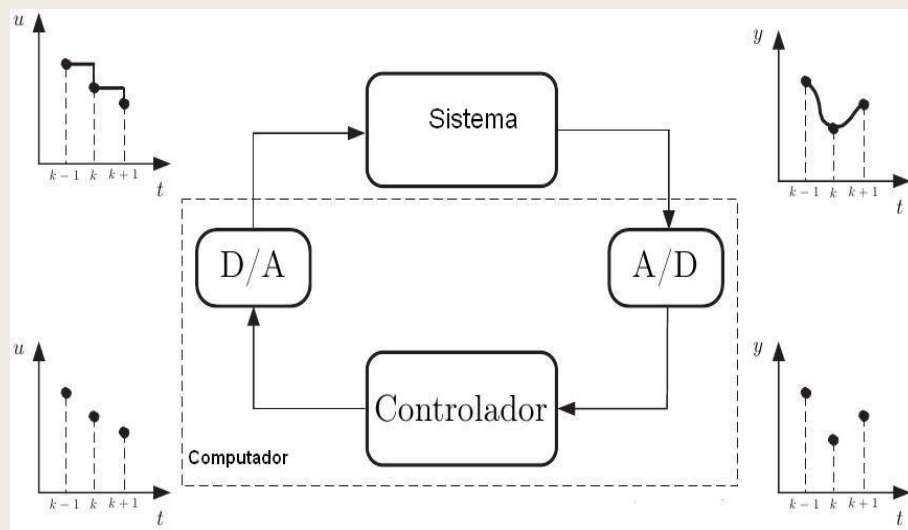 u
k − 1 k k + 1
t
y
k − 1 k k + 1
t
Sistema
D/A
A/D
Controlador
Computador
u
k − 1 k k + 1
t
y
k − 1 k k + 1
t